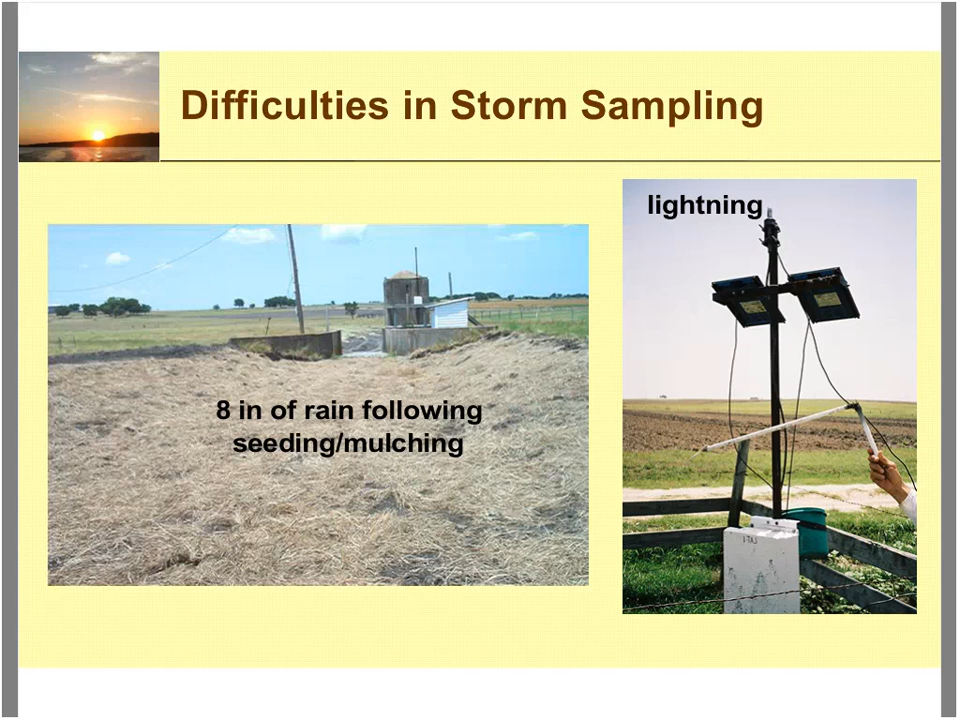 Difficulties in Storm Sampling
lightning
8 in of rain following
seeding/mulching